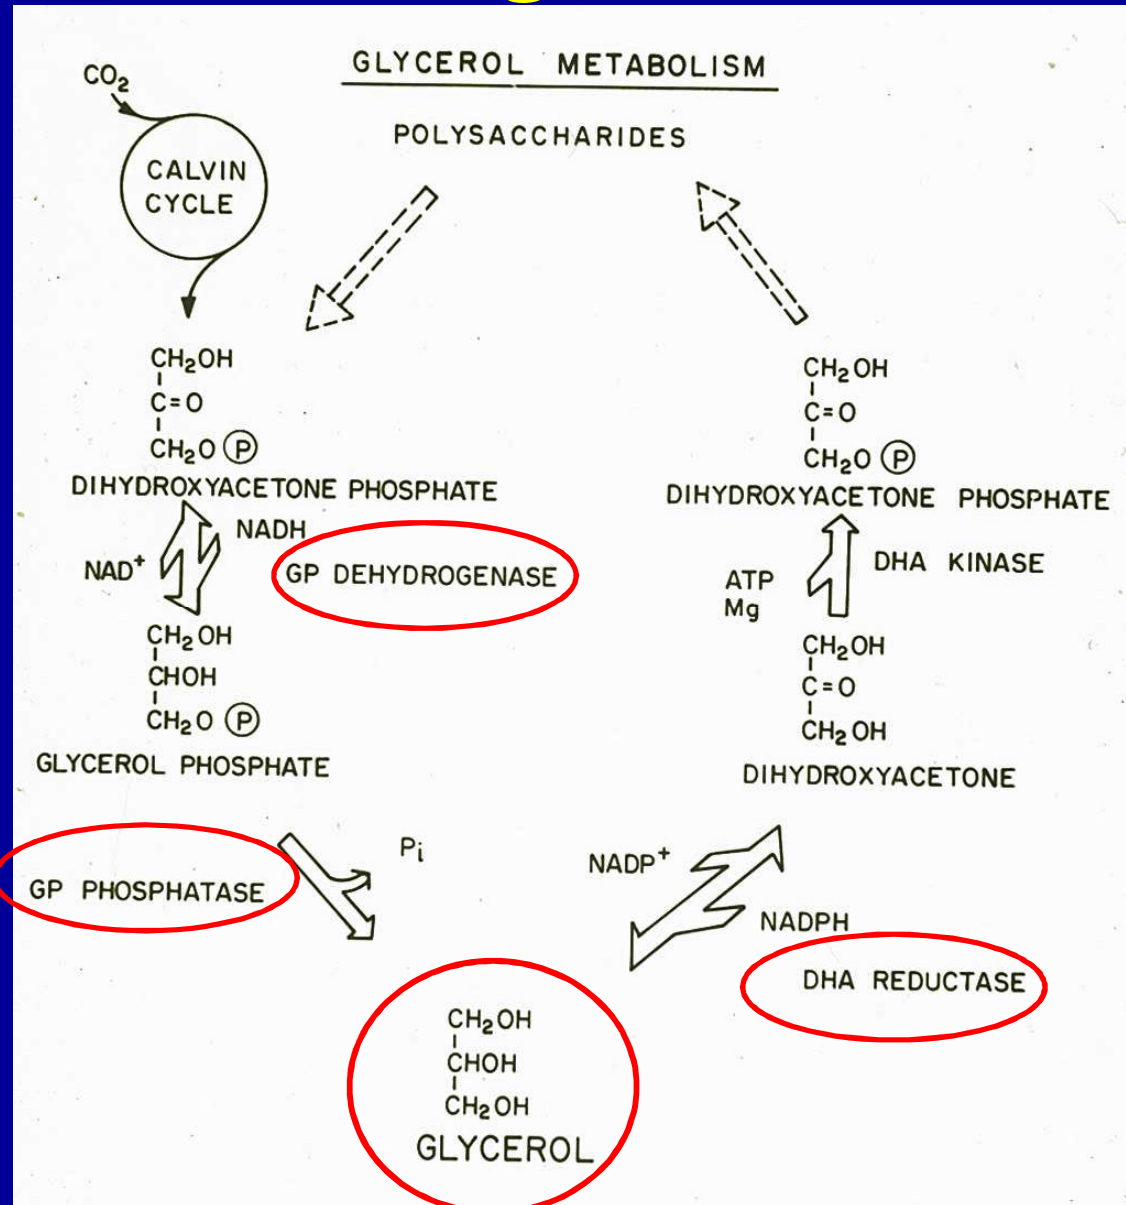 GLYCEROL METABOLISM
CO2
POLYSACCHARIDES
CALVIN
CYCLE
CH2OH
C=O
CH2O P
DIHYDROXYACETONE PHOSPHATE
NADH
NAD+
GP DEHYDROGENASE
CH2OH
CHOH
CH2O P
GLYCEROL PHOSPHATE
GP PHOSPHATASE
Pi
CH2OH
CHOH
CH2OH
GLYCEROL
NADP+
NADPH
DHA REDUCTASE
CH2OH
C=O
CH2OH
DIHYDROXYACETONE
ATP
Mg
DHA KINASE
CH2OH
C=O
CH2O P
DIHYDROXYACETONE PHOSPHATE